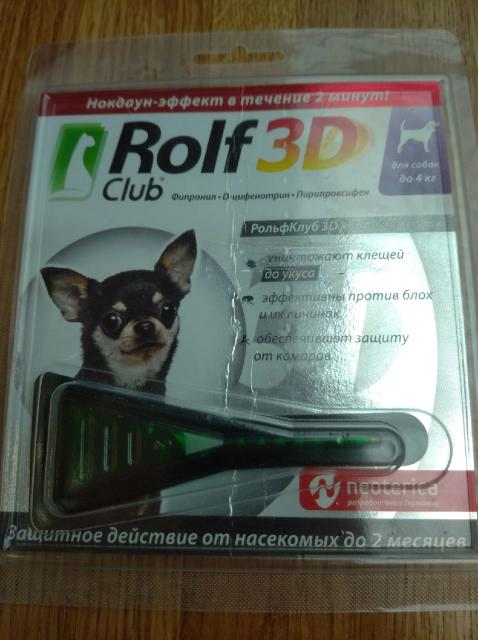 Нокдаун-эффект в течение 2 минут!
Rolf 3D
Club®
для собак
до 4 кг
Фипронил • D-цифенотрин • Пирипроксифен
РольфКлуб 3D
уничтожают клещей
до укуса
эффективны против блох
и их личинок
обеспечивают защиту
от комаров
neoterica
разработано в Германии
Защитное действие от насекомых до 2 месяцев